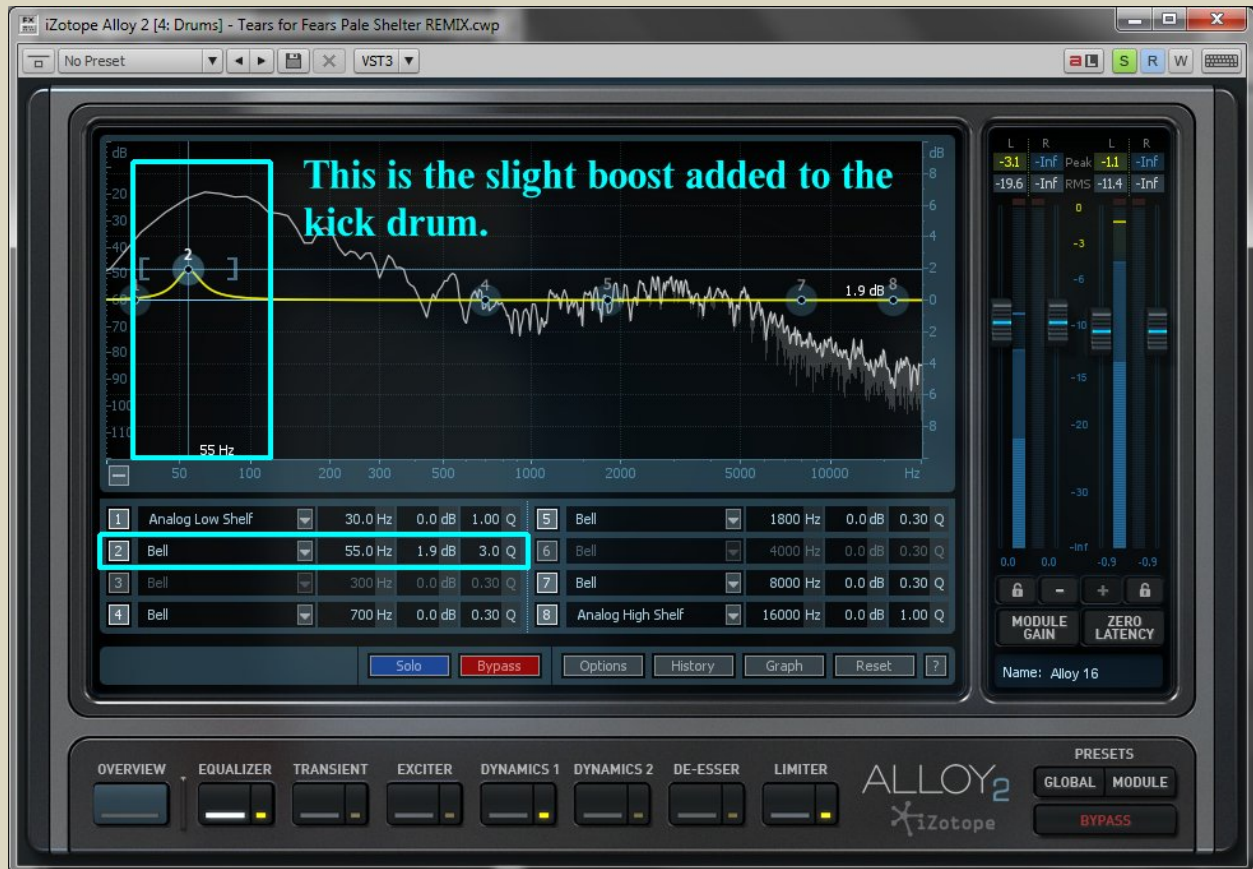 iZotope Alloy 2 [4: Drums] - Tears for Fears Pale Shelter REMIX.cwp
No Preset VST3 a S R W
This is the slight boost added to the
kick drum.
dB dB
-20 -8
-30 -6
-40 -4
-50 -2
-60 -0
-70 -2
-80 -4
-90
-100 -6
-110 -8
2 4 5 7 8
1.9 dB
55 Hz
50 100 200 300 500 1000 2000 5000 10000 Hz
1 Analog Low Shelf 30.0 Hz 0.0 dB 1.00 Q 5 Bell 1800 Hz 0.0 dB 0.30 Q
2 Bell 55.0 Hz 1.9 dB 3.0 Q 6 Bell 4000 Hz 0.0 dB 0.30 Q
3 Bell 300 Hz 0.0 dB 0.30 Q 7 Bell 8000 Hz 0.0 dB 0.30 Q
4 Bell 700 Hz 0.0 dB 0.30 Q 8 Analog High Shelf 16000 Hz 0.0 dB 1.00 Q
Solo Bypass Options History Graph Reset ?
L R L R
-3.1 -Inf Peak -1.1 -Inf
-19.6 -Inf RMS -11.4 -Inf
0
-3
-6
-10
-15
-20
-30
-Inf
0.0 0.0 -0.9 -0.9
- +
MODULE GAIN ZERO LATENCY
Name: Alloy 16
OVERVIEW EQUALIZER TRANSIENT EXCITER DYNAMICS 1 DYNAMICS 2 DE-ESSER LIMITER
ALLOY2
iZotope
PRESETS
GLOBAL MODULE
BYPASS